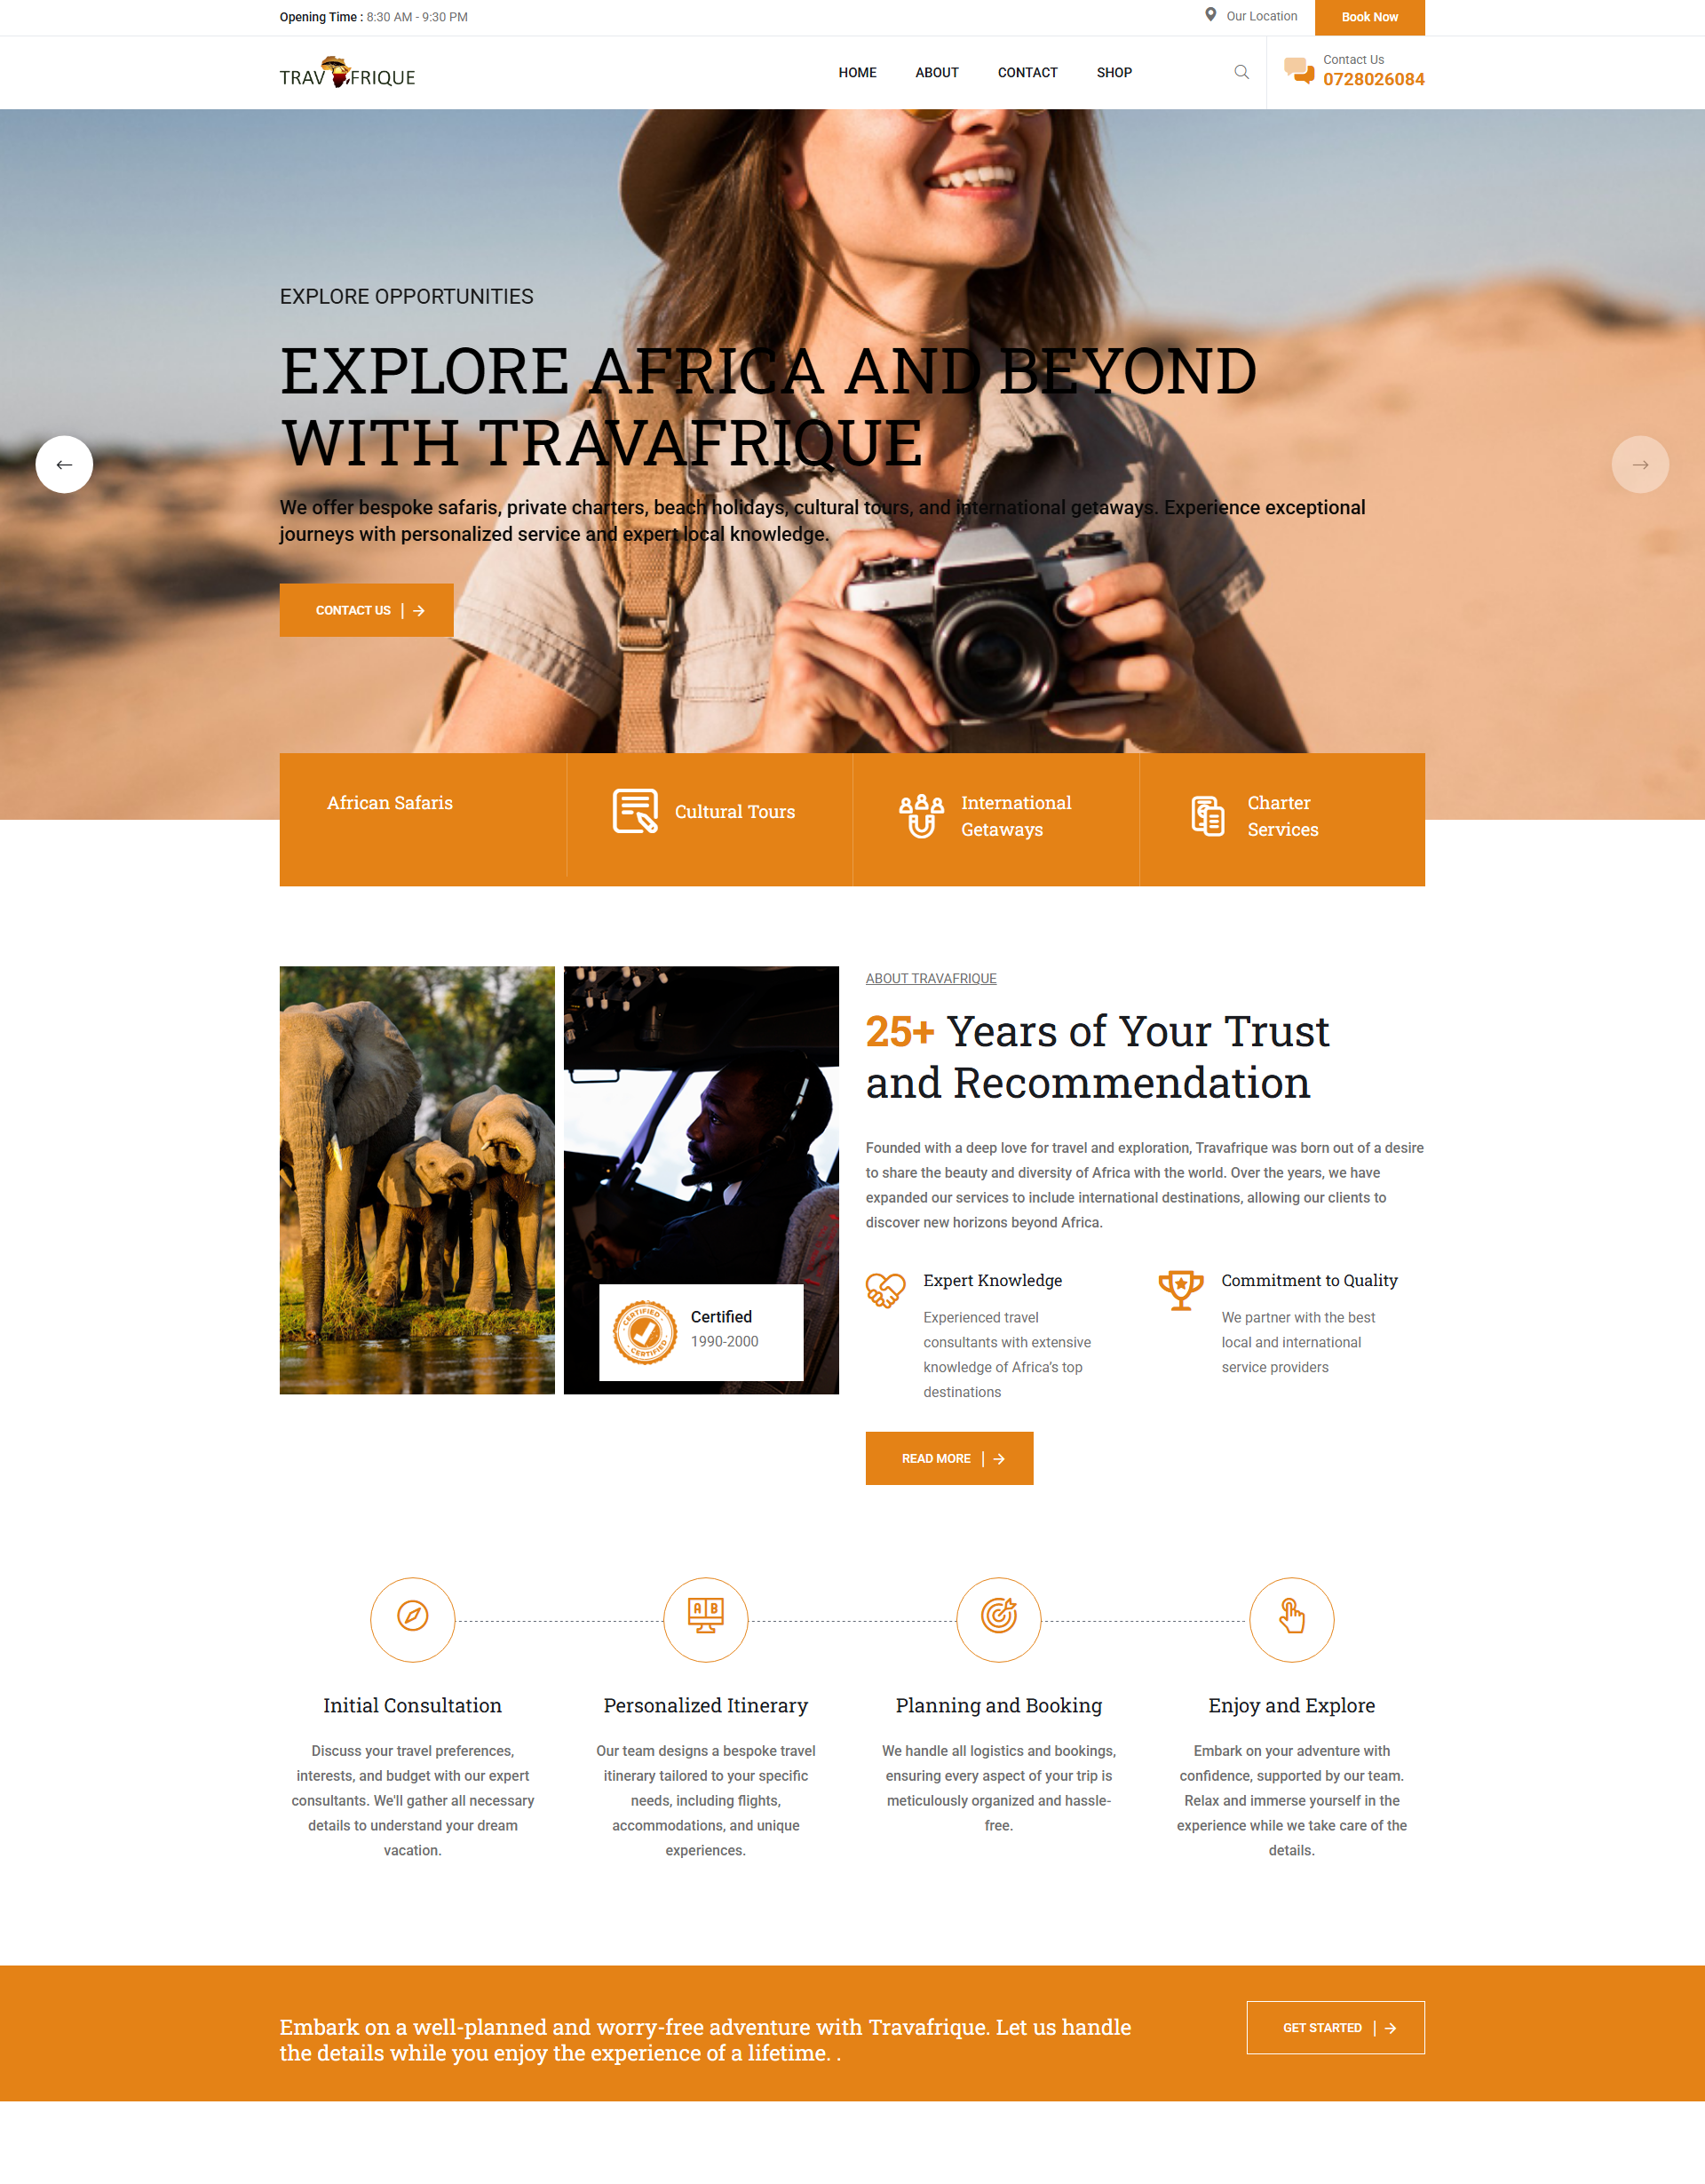 Opening Time : 8:30 AM - 9:30 PM
Our Location
Book Now
TRAV FRIQUE
HOME
ABOUT
CONTACT
SHOP
Contact Us
0728026084
EXPLORE OPPORTUNITIES
EXPLORE AFRICA AND BEYOND
WITH TRAVAFRIQUE
We offer bespoke safaris, private charters, beach holidays, cultural tours, and international getaways. Experience exceptional
journeys with personalized service and expert local knowledge.
CONTACT US
African Safaris
Cultural Tours
International
Getaways
Charter
Services
ABOUT TRAVAFRIQUE
25+ Years of Your Trust
and Recommendation
Founded with a deep love for travel and exploration, Travafrique was born out of a desire
to share the beauty and diversity of Africa with the world. Over the years, we have
expanded our services to include international destinations, allowing our clients to
discover new horizons beyond Africa.
CERTIFIED
CERTIFIED
Certified
1990-2000
Expert Knowledge
Experienced travel
consultants with extensive
knowledge of Africa's top
destinations
Commitment to Quality
We partner with the best
local and international
service providers
READ MORE
A B
Initial Consultation
Discuss your travel preferences,
interests, and budget with our expert
consultants. We'll gather all necessary
details to understand your dream
vacation.
Personalized Itinerary
Our team designs a bespoke travel
itinerary tailored to your specific
needs, including flights,
accommodations, and unique
experiences.
Planning and Booking
We handle all logistics and bookings,
ensuring every aspect of your trip is
meticulously organized and hassle-
free.
Enjoy and Explore
Embark on your adventure with
confidence, supported by our team.
Relax and immerse yourself in the
experience while we take care of the
details.
Embark on a well-planned and worry-free adventure with Travafrique. Let us handle
the details while you enjoy the experience of a lifetime. .
GET STARTED